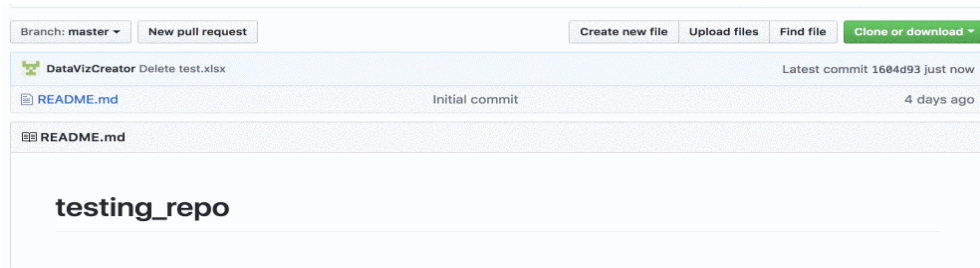 Branch: master New pull request Create new file Upload files Find file Clone or download
DataVizCreator Delete test.xlsx Latest commit 1604d93 just now
README.md Initial commit 4 days ago
README.md
testing_repo